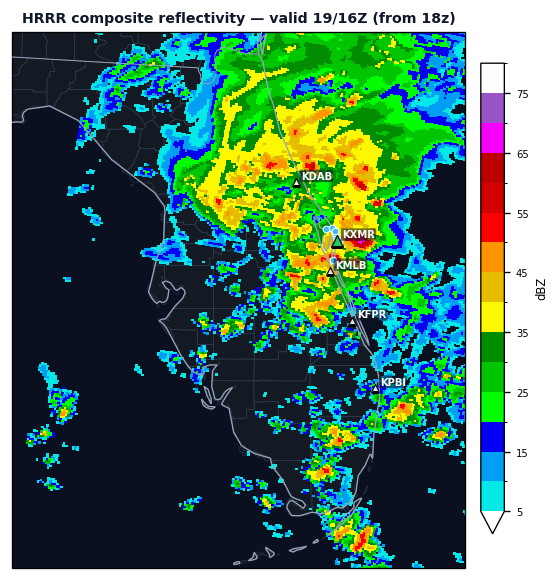 HRRR composite reflectivity — valid 19/16Z (from 18z)
KDAB
KXMR
KMLB
KFPR
KPBI
75
65
55
45
35
25
15
5
dBZ